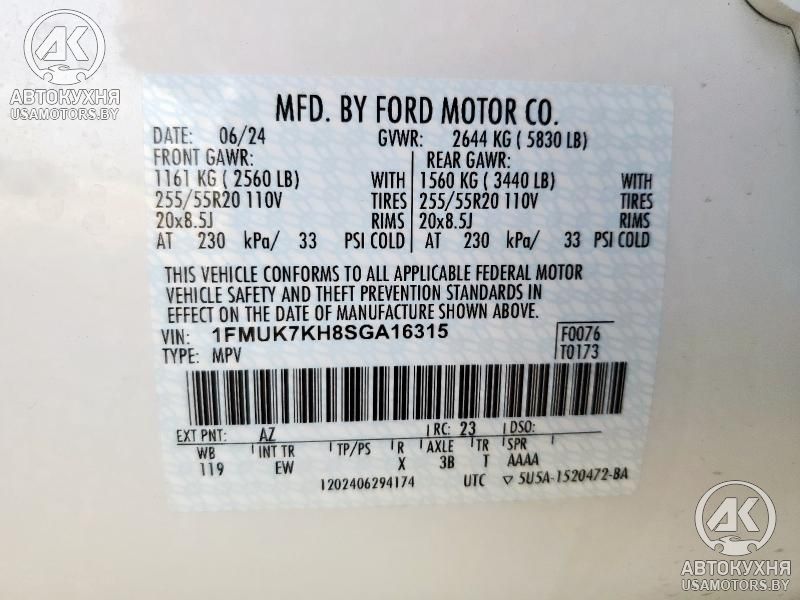 AK
АВТОКУХНЯ
USAMOTORS.BY
MFD. BY FORD MOTOR CO.
DATE: 06/24 GVWR: 2644 KG ( 5830 LB)
FRONT GAWR: REAR GAWR:
1161 KG ( 2560 LB) WITH 1560 KG ( 3440 LB) WITH
255/55R20 110V TIRES 255/55R20 110V TIRES
20x8.5J RIMS 20x8.5J RIMS
AT 230 kPa/ 33 PSI COLD AT 230 kPa/ 33 PSI COLD
THIS VEHICLE CONFORMS TO ALL APPLICABLE FEDERAL MOTOR
VEHICLE SAFETY AND THEFT PREVENTION STANDARDS IN
EFFECT ON THE DATE OF MANUFACTURE SHOWN ABOVE.
VIN: 1FMUK7KH8SGA16315 F0076
TYPE: MPV T0173
EXT PNT: AZ RC: 23 DSO:
WB INT TR TP/PS R AXLE TR SPR
119 EW X 3B T AAAA
1202406294174 UTC ▽ 5U5A-1520472-BA
AK
АВТОКУХНЯ
USAMOTORS.BY